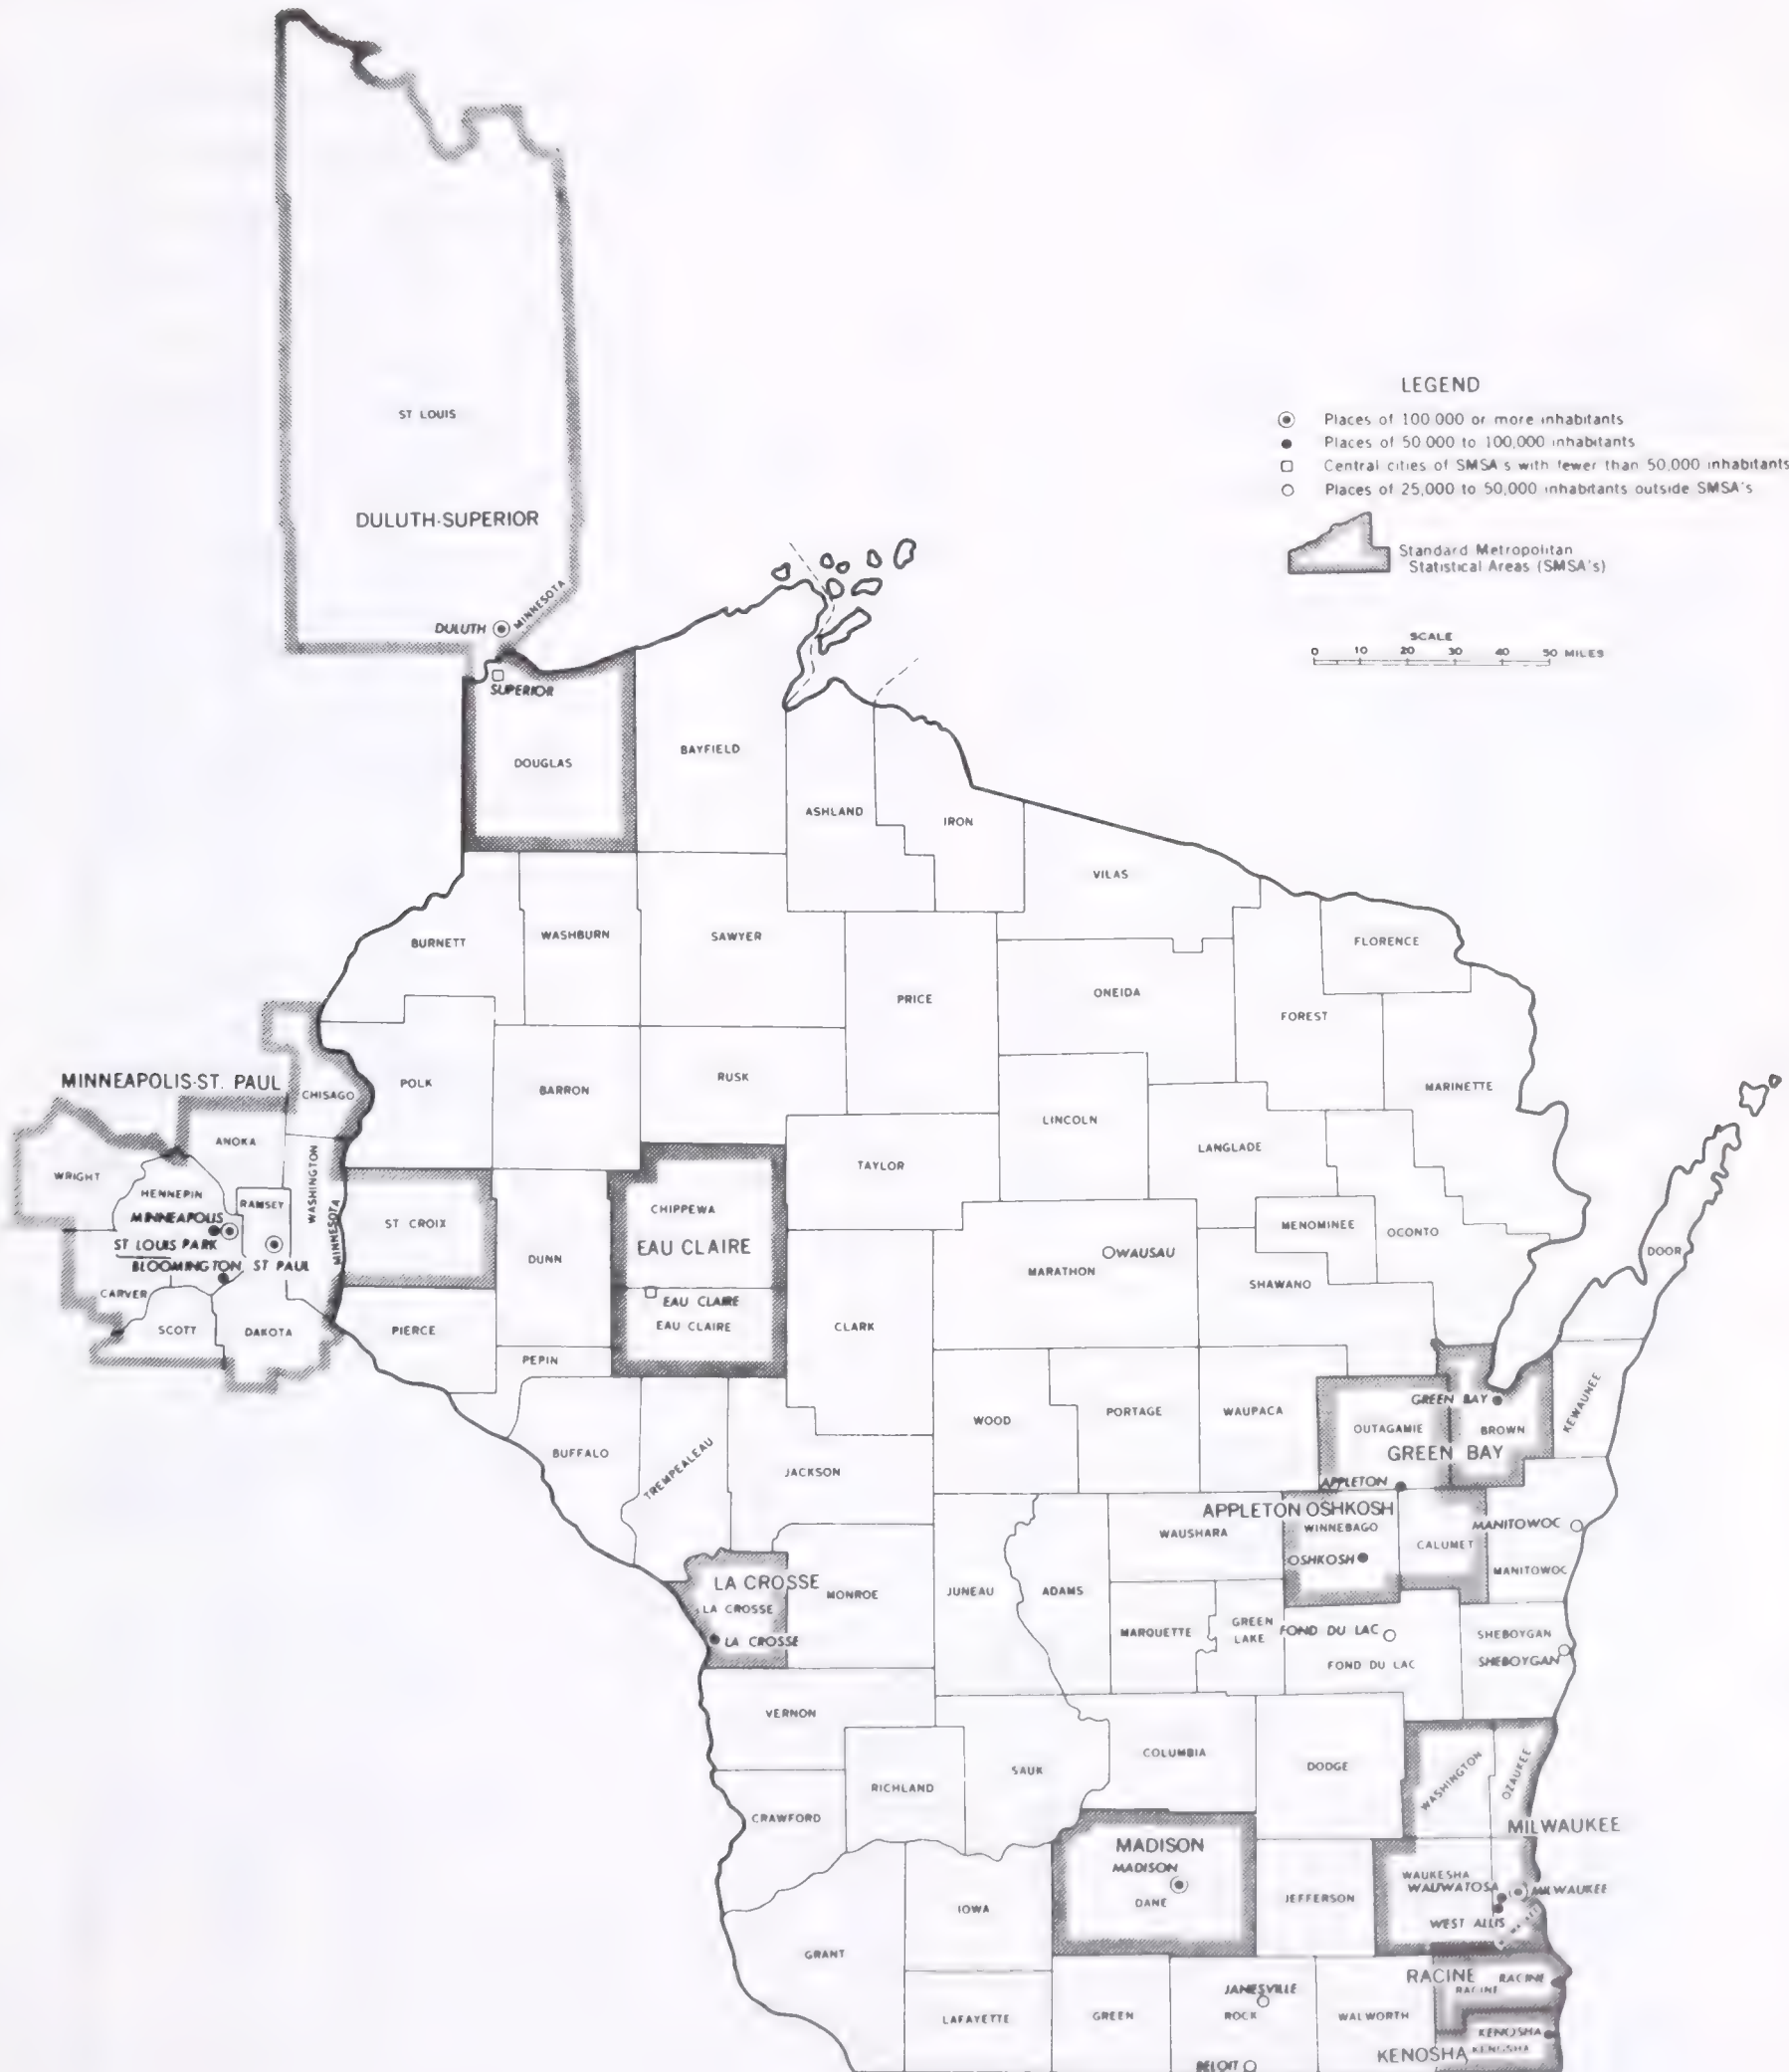 LEGEND
Places of 100 000 or more inhabitants
Places of 50 000 to 100,000 inhabitants
Central cities of SMSA s with fewer than 50,000 inhabitants
Places of 25,000 to 50,000 inhabitants outside SMSA's
Standard Metropolitan
Statistical Areas (SMSA's)
SCALE
0 10 20 30 40 50 MILES
ST LOUIS
DULUTH-SUPERIOR
DULUTH
MINNESOTA
SUPERIOR
DOUGLAS
BAYFIELD
ASHLAND
IRON
VILAS
BURNETT
WASHBURN
SAWYER
PRICE
ONEIDA
FLORENCE
FOREST
MARINETTE
MINNEAPOLIS-ST. PAUL
CHISAGO
POLK
BARRON
RUSK
LINCOLN
LANGLADE
TAYLOR
ANOKA
WRIGHT
HENNEPIN
RAMSEY
WASHINGTON
MINNEAPOLIS
ST LOUIS PARK
BLOOMINGTON
ST PAUL
MINNESOTA
CARVER
SCOTT
DAKOTA
ST CROIX
PIERCE
DUNN
PEPIN
CHIPPEWA
EAU CLAIRE
EAU CLAIRE
EAU CLAIRE
CLARK
MARATHON
WAUSAU
MENOMINEE
OCONTO
SHAWANO
DOOR
BUFFALO
TREMPEALEAU
JACKSON
WOOD
PORTAGE
WAUPACA
OUTAGAMIE
GREEN BAY
BROWN
GREEN BAY
KEWAUNEE
APPLETON
APPLETON OSHKOSH
WAUSHARA
WINNEBAGO
OSHKOSH
CALUMET
MANITOWOC
MANITOWOC
LA CROSSE
LA CROSSE
LA CROSSE
MONROE
JUNEAU
ADAMS
MARQUETTE
GREEN
LAKE
FOND DU LAC
FOND DU LAC
SHEBOYGAN
SHEBOYGAN
VERNON
RICHLAND
SAUK
COLUMBIA
DODGE
WASHINGTON
OZAUKEE
CRAWFORD
MADISON
MADISON
DANE
JEFFERSON
MILWAUKEE
WAUKESHA
WAUWATOSA
MILWAUKEE
WEST ALLIS
IOWA
GRANT
LAFAYETTE
GREEN
JANESVILLE
ROCK
BELOIT
WALWORTH
RACINE
RACINE
RACINE
KENOSHA
KENOSHA
KENOSHA